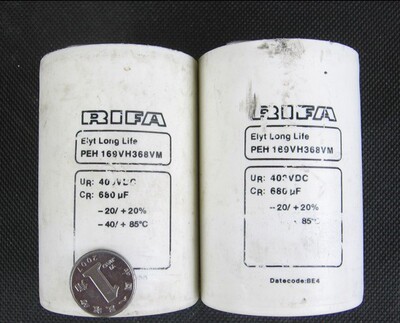 RIFA
Elyt Long Life
PEH 169VH368VM
UR: 400VDC
CR: 680 µF
-20/ + 20%
-40/ + 85°C
RIFA
Elyt Long Life
PEH 169VH368VM
UR: 400VDC
CR: 680 µF
-20/ + 20%
85°C
Datecode:BE4